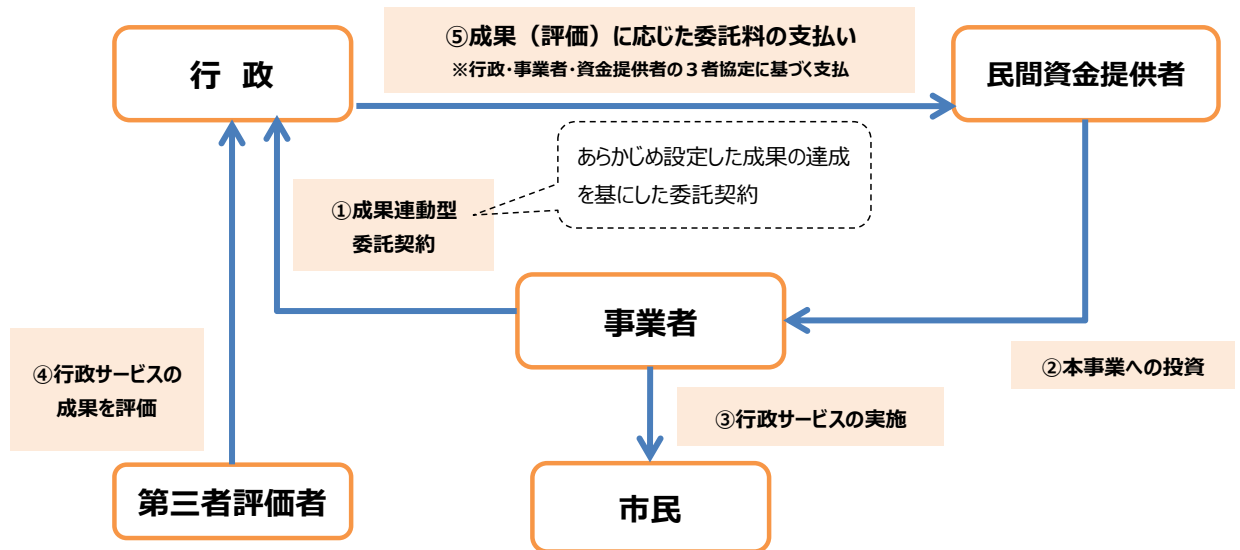 ⑤成果（評価）に応じた委託料の支払い
※行政・事業者・資金提供者の３者協定に基づく支払
行 政
民間資金提供者
あらかじめ設定した成果の達成
を基にした委託契約
①成果連動型
委託契約
事業者
②本事業への投資
④行政サービスの
成果を評価
③行政サービスの実施
第三者評価者
市民